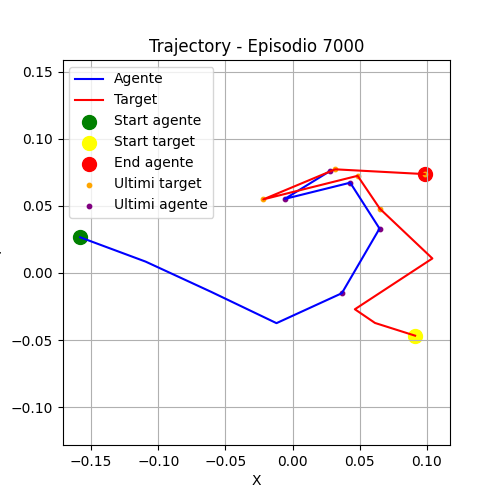 Trajectory - Episodio 7000
Agente
Target
Start agente
Start target
End agente
Ultimi target
Ultimi agente
0.15
0.10
0.05
0.00
−0.05
−0.10
−0.15
−0.10
−0.05
0.00
0.05
0.10
X